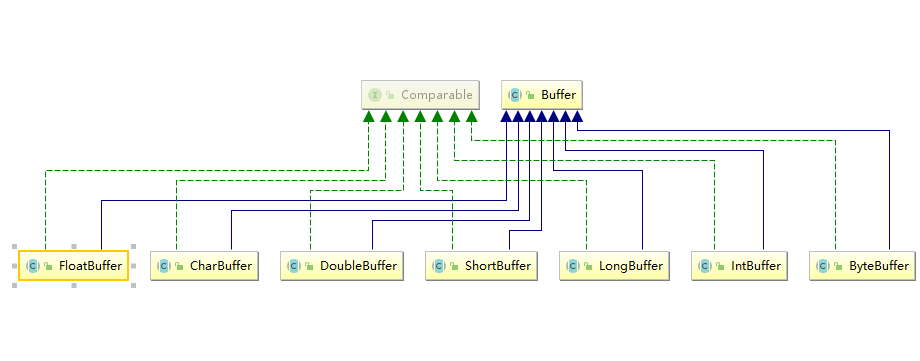 Comparable
Buffer
FloatBuffer
CharBuffer
DoubleBuffer
ShortBuffer
LongBuffer
IntBuffer
ByteBuffer